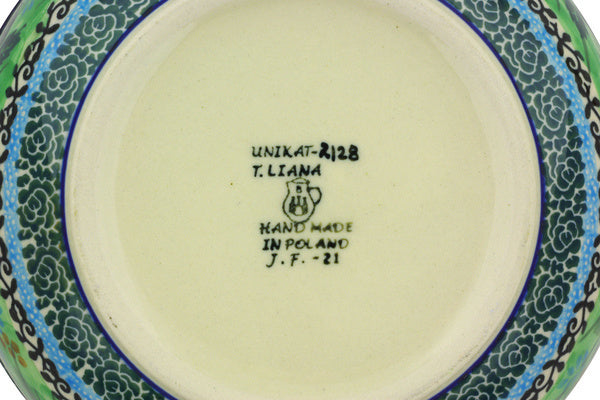 UNIKAT-2128
T. LIANA
B
HAND MADE
IN POLAND
J. F. - 21